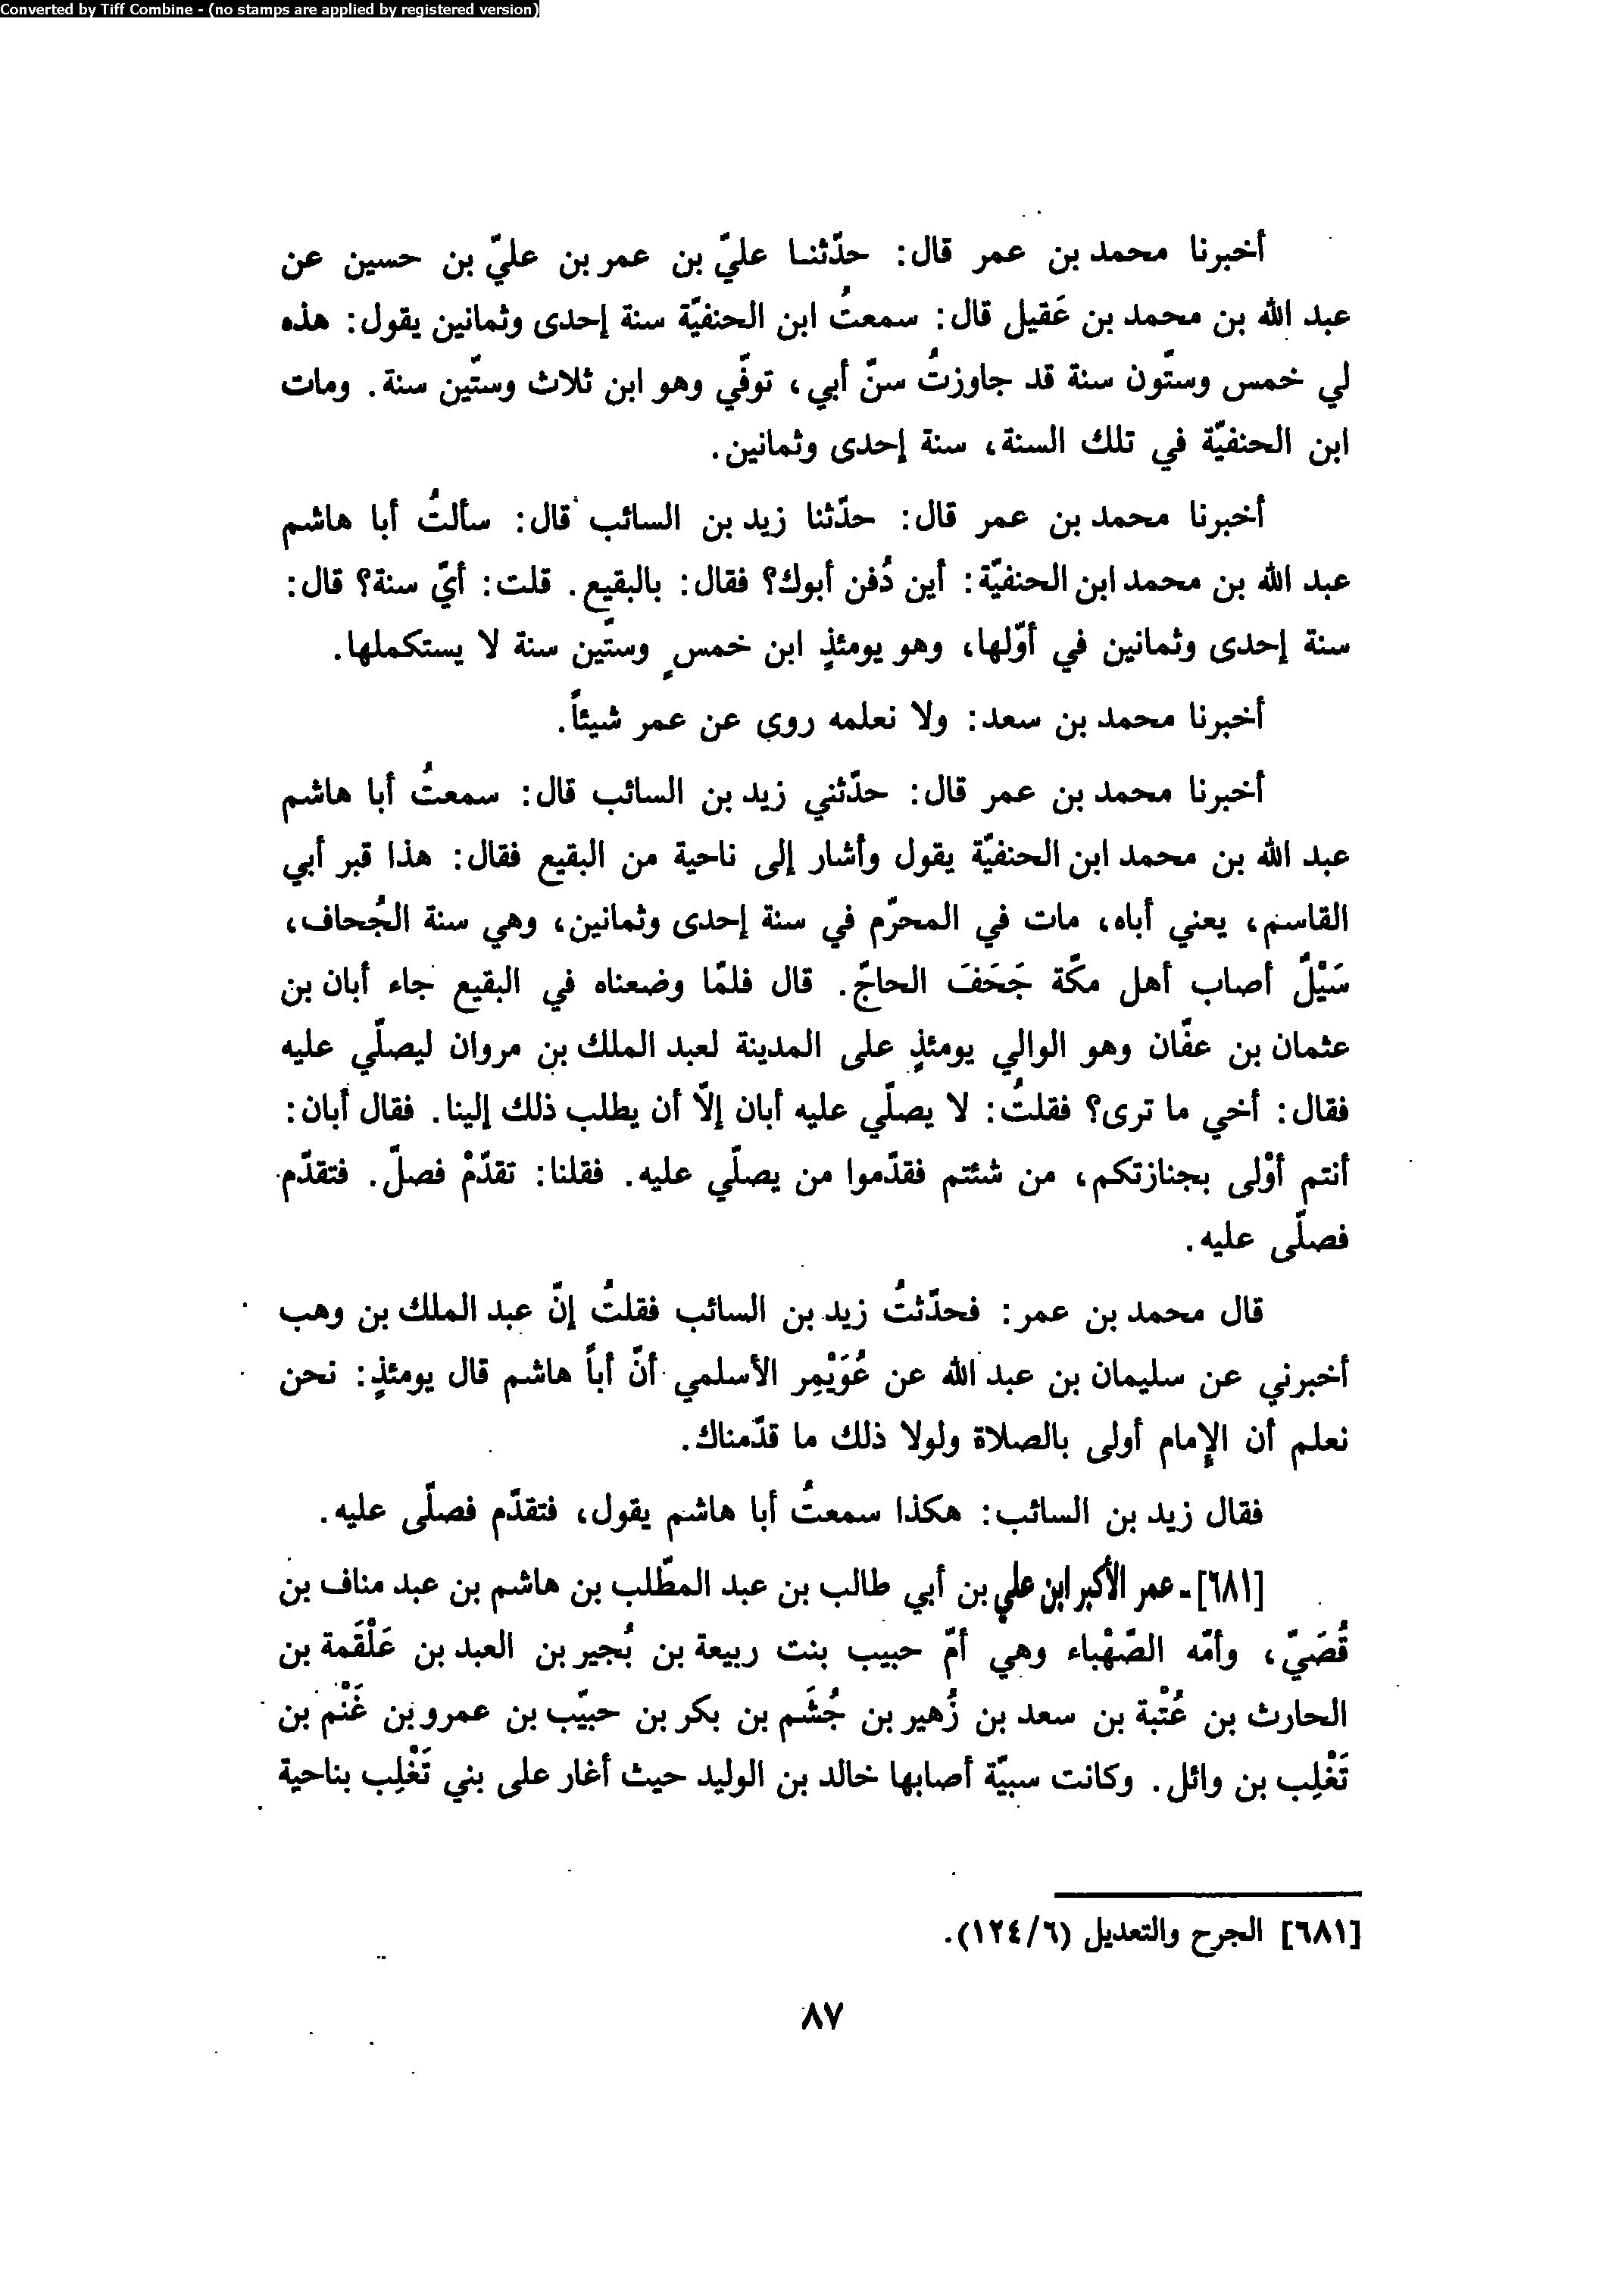 Converted by Tiff Combine - (no stamps are applied by registered version)
أخبرنا محمد بن عمر قال: حدّثنا عليّ بن عمر بن عليّ بن حسين عن
عبد الله بن محمد بن عَقيل قال: سمعتُ ابن الحنفيّة سنة إحدى وثمانين يقول: هذه
لي خمس وستّون سنة قد جاوزتُ سنّ أبي، توفّي وهو ابن ثلاث وستّين سنة. ومات
ابن الحنفيّة في تلك السنة، سنة إحدى وثمانين.
أخبرنا محمد بن عمر قال: حدّثنا زيد بن السائب قال: سألتُ أبا هاشم
عبد الله بن محمد ابن الحنفيّة: أين دُفن أبوك؟ فقال: بالبقيع. قلت: أيّ سنة؟ قال:
سنة إحدى وثمانين في أوّلها، وهو يومئذٍ ابن خمسٍ وستّين سنة لا يستكملها.
أخبرنا محمد بن سعد: ولا نعلمه روى عن عمر شيئاً.
أخبرنا محمد بن عمر قال: حدّثني زيد بن السائب قال: سمعتُ أبا هاشم
عبد الله بن محمد ابن الحنفيّة يقول وأشار إلى ناحية من البقيع فقال: هذا قبر أبي
القاسم، يعني أباه، مات في المحرّم في سنة إحدى وثمانين، وهي سنة الجُحاف،
سَيْلٌ أصاب أهل مكّة جَحَفَ الحاجّ. قال فلمّا وضعناه في البقيع جاء أبان بن
عثمان بن عفّان وهو الوالي يومئذٍ على المدينة لعبد الملك بن مروان ليصلّي عليه
فقال: أخي ما ترى؟ فقلتُ: لا يصلّي عليه أبان إلاّ أن يطلب ذلك إلينا. فقال أبان:
أنتم أوْلى بجنازتكم، من شئتم فقدّموا من يصلّي عليه. فقلنا: تقدّمْ فصلّ. فتقدّم
فصلّى عليه.
قال محمد بن عمر: فحدّثتُ زيد بن السائب فقلتُ إنّ عبد الملك بن وهب
أخبرني عن سليمان بن عبد الله عن عُوَيْمِر الأسلمي أنّ أباً هاشم قال يومئذٍ: نحن
نعلم أن الإمام أولى بالصلاة ولولا ذلك ما قدّمناك.
فقال زيد بن السائب: هكذا سمعتُ أبا هاشم يقول، فتقدّم فصلّى عليه.
[٦٨١] ـ عمر الأكبر ابن علي بن أبي طالب بن عبد المطّلب بن هاشم بن عبد مناف بن
قُصَيّ، وأمّه الصّهْباء وهي أمّ حبيب بنت ربيعة بن بُجير بن العبد بن عَلْقَمة بن
الحارث بن عُتْبة بن سعد بن زُهير بن جُشَم بن بكر بن حبيّب بن عمرو بن غَنْم بن
تَغْلِب بن وائل. وكانت سبيّة أصابها خالد بن الوليد حيث أغار على بني تَغْلِب بناحية
[٦٨١] الجرح والتعديل (٦/١٢٤).
٨٧